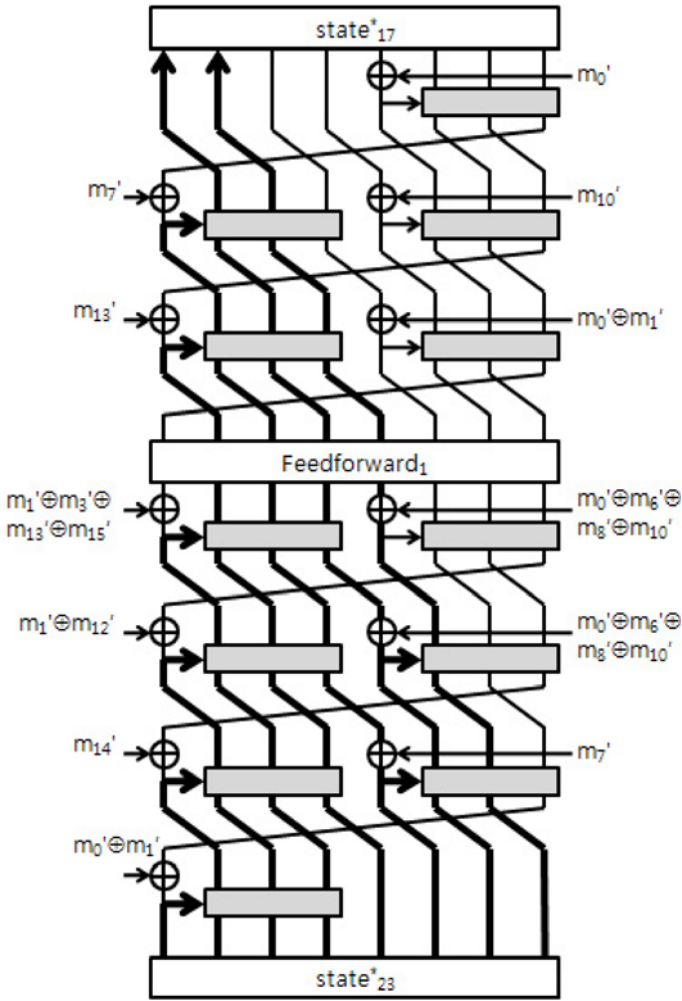 state*₁₇
m₀'
m₇'
m₁₀'
m₁₃'
m₀'⊕m₁'
Feedforward₁
m₁'⊕m₃'⊕
m₁₃'⊕m₁₅'
m₀'⊕m₆'⊕
m₈'⊕m₁₀'
m₁'⊕m₁₂'
m₀'⊕m₆'⊕
m₈'⊕m₁₀'
m₁₄'
m₇'
m₀'⊕m₁'
state*₂₃